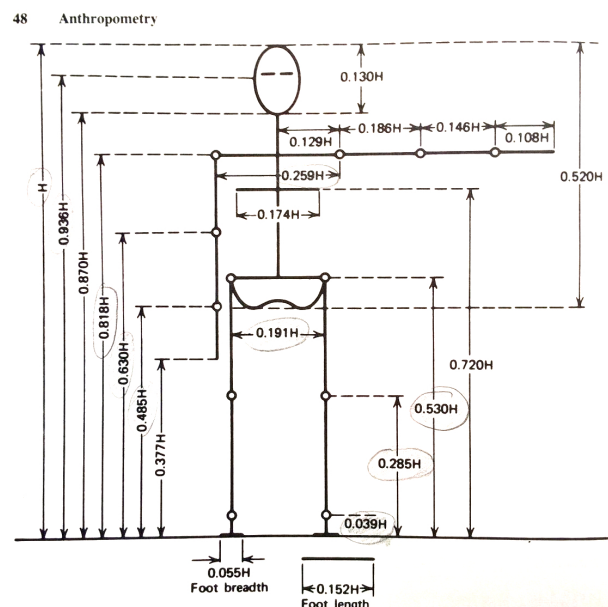 48 Anthropometry
0.130H
0.186H
0.146H
0.129H
0.108H
0.259H
0.520H
0.174H
H
0.936H
0.870H
0.818H
0.630H
0.485H
0.377H
0.191H
0.720H
0.530H
0.285H
0.039H
0.055H
Foot breadth
0.152H
Foot length